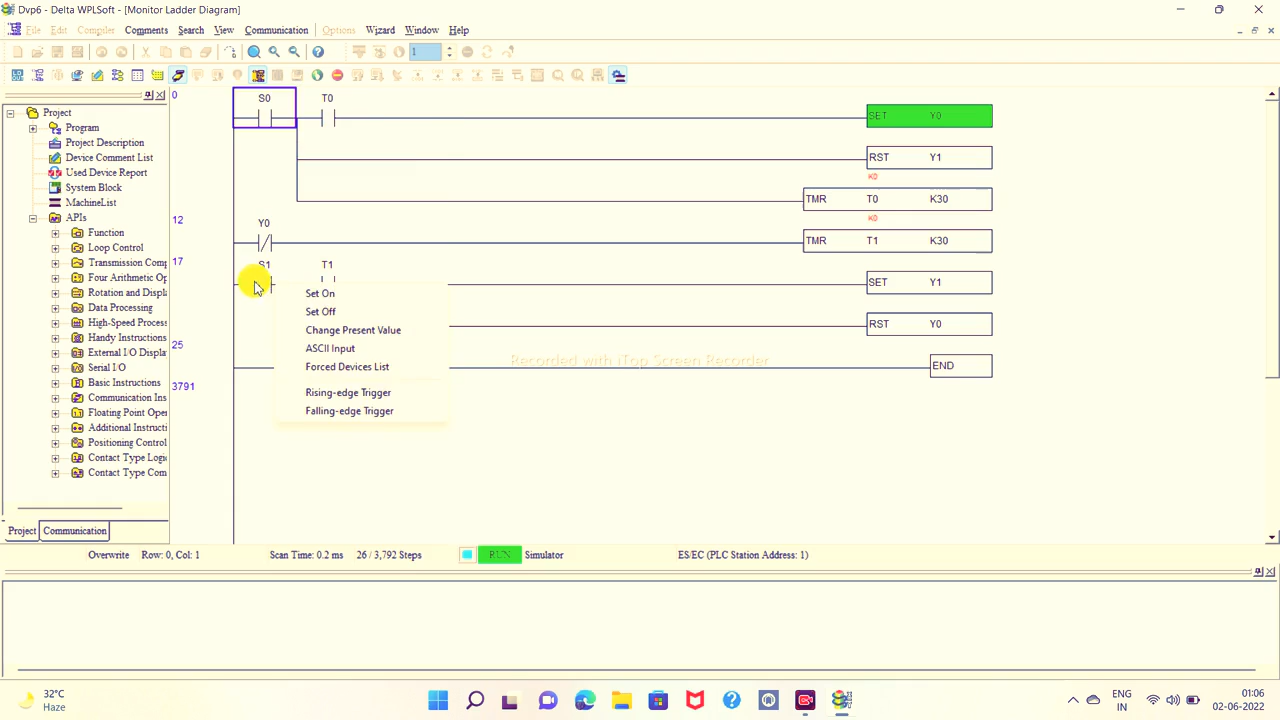 Dvp6 - Delta WPLSoft - [Monitor Ladder Diagram]
File Edit Compiler Comments Search View Communication Options Wizard Window Help
1
Project
Program
Project Description
Device Comment List
Used Device Report
System Block
MachineList
APIs
Function
Loop Control
Transmission Comp
Four Arithmetic Op
Rotation and Displ
Data Processing
High-Speed Process
Handy Instructions
External I/O Displa
Serial I/O
Basic Instructions
Communication Ins
Floating Point Oper
Additional Instructi
Positioning Control
Contact Type Logic
Contact Type Com
Project Communication
0
S0 T0
SET Y0
RST Y1
K0
TMR T0 K30
12
Y0
K0
TMR T1 K30
17
S1 T1
SET Y1
RST Y0
25
END
3791
Set On
Set Off
Change Present Value
ASCII Input
Forced Devices List
Rising-edge Trigger
Falling-edge Trigger
Recorded with iTop Screen Recorder
Overwrite Row: 0, Col: 1 Scan Time: 0.2 ms 26 / 3,792 Steps RUN Simulator ES/EC (PLC Station Address: 1)
32°C
Haze
ENG
IN
01:06
02-06-2022